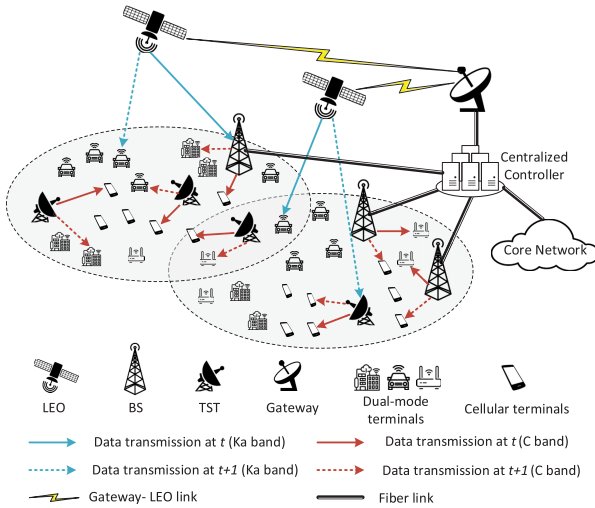 Centralized
Controller
Core Network
LEO
BS
TST
Gateway
Dual-mode
terminals
Cellular terminals
Data transmission at t (Ka band)
Data transmission at t (C band)
Data transmission at t+1 (Ka band)
Data transmission at t+1 (C band)
Gateway- LEO link
Fiber link